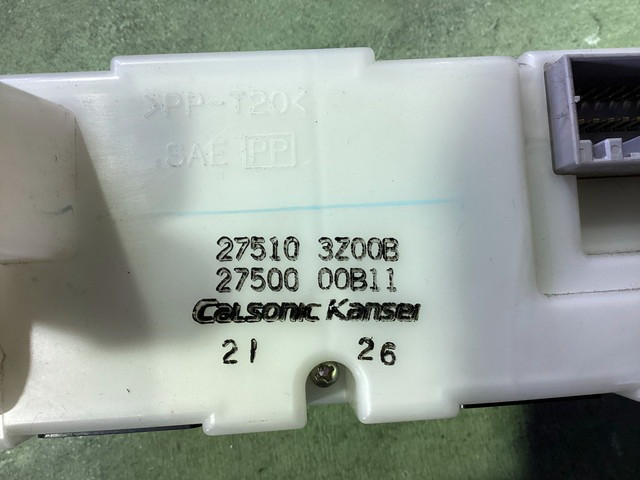 >PP-T20<
SAE PP
27510 3Z00B
27500 00B11
CALSONIC KANSEI
21 26